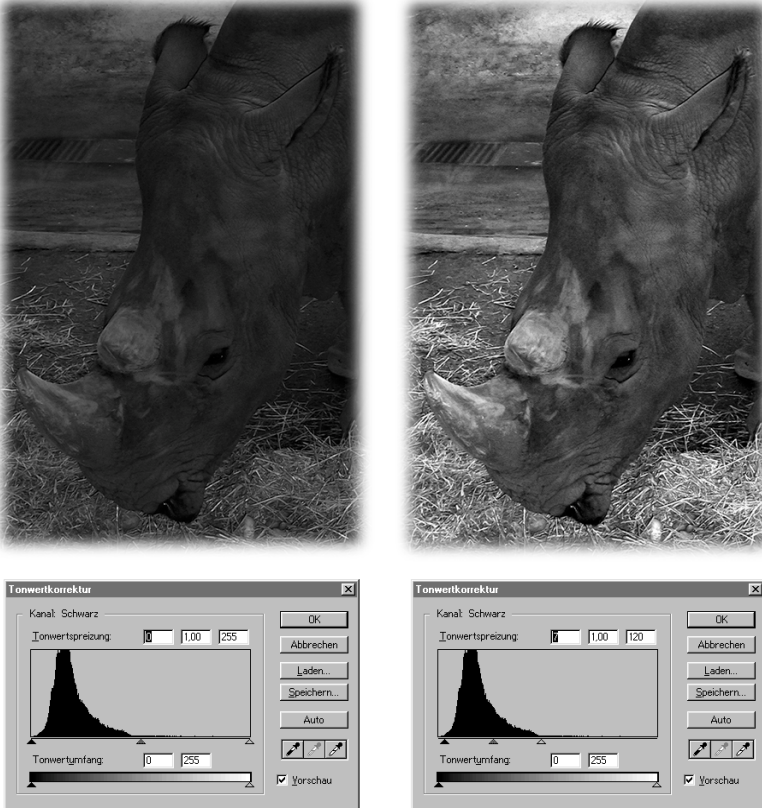 Tonwertkorrektur
Kanal: Schwarz
Tonwertspreizung: 0 1,00 255
OK
Abbrechen
Laden...
Speichern...
Auto
Tonwertumfang: 0 255
Vorschau
Tonwertkorrektur
Kanal: Schwarz
Tonwertspreizung: 7 1,00 120
OK
Abbrechen
Laden...
Speichern...
Auto
Tonwertumfang: 0 255
Vorschau